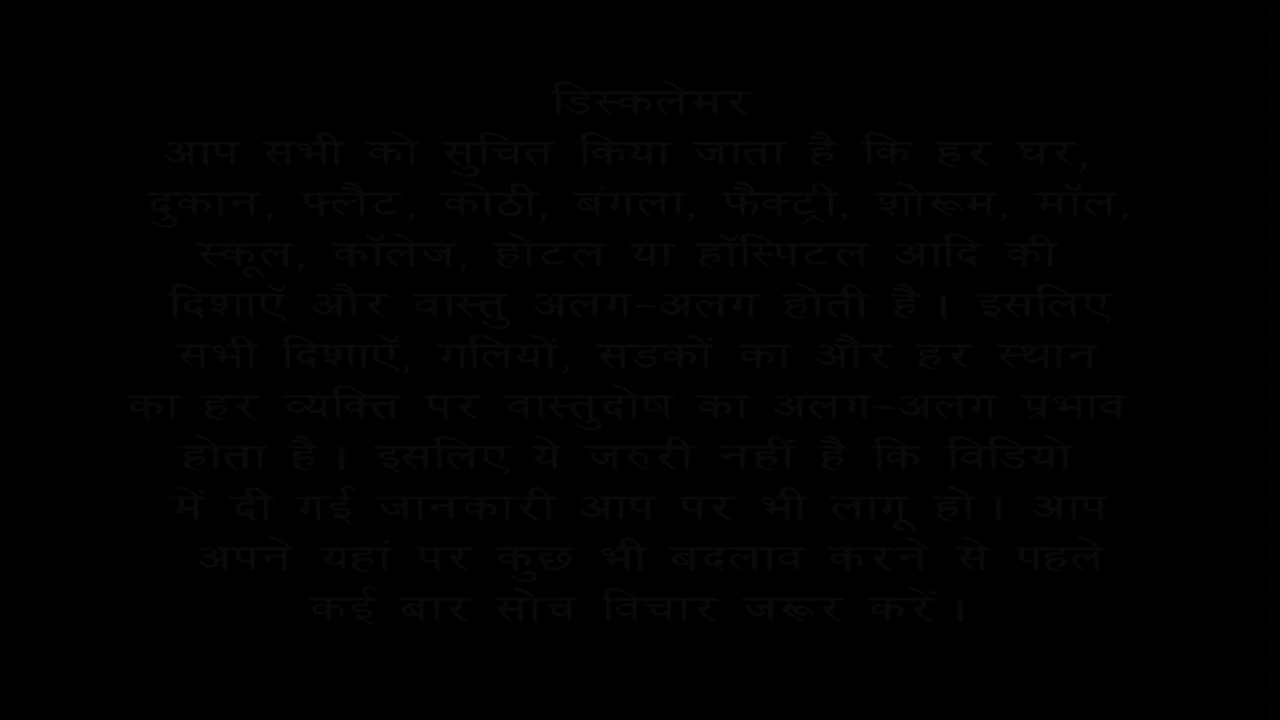 डिस्कलेमर
आप सभी को सुचित किया जाता है कि हर घर,
दुकान, फ्लैट, कोठी, बंगला, फैक्ट्री, शोरूम, मॉल,
स्कूल, कॉलेज, होटल या हॉस्पिटल आदि की
दिशाएँ और वास्तु अलग-अलग होती है। इसलिए
सभी दिशाएँ, गलियों, सडकों का और हर स्थान
का हर व्यक्ति पर वास्तुदोष का अलग-अलग प्रभाव
होता है। इसलिए ये जरुरी नहीं है कि विडियो
में दी गई जानकारी आप पर भी लागू हो। आप
अपने यहां पर कुछ भी बदलाव करने से पहले
कई बार सोच विचार जरूर करें।